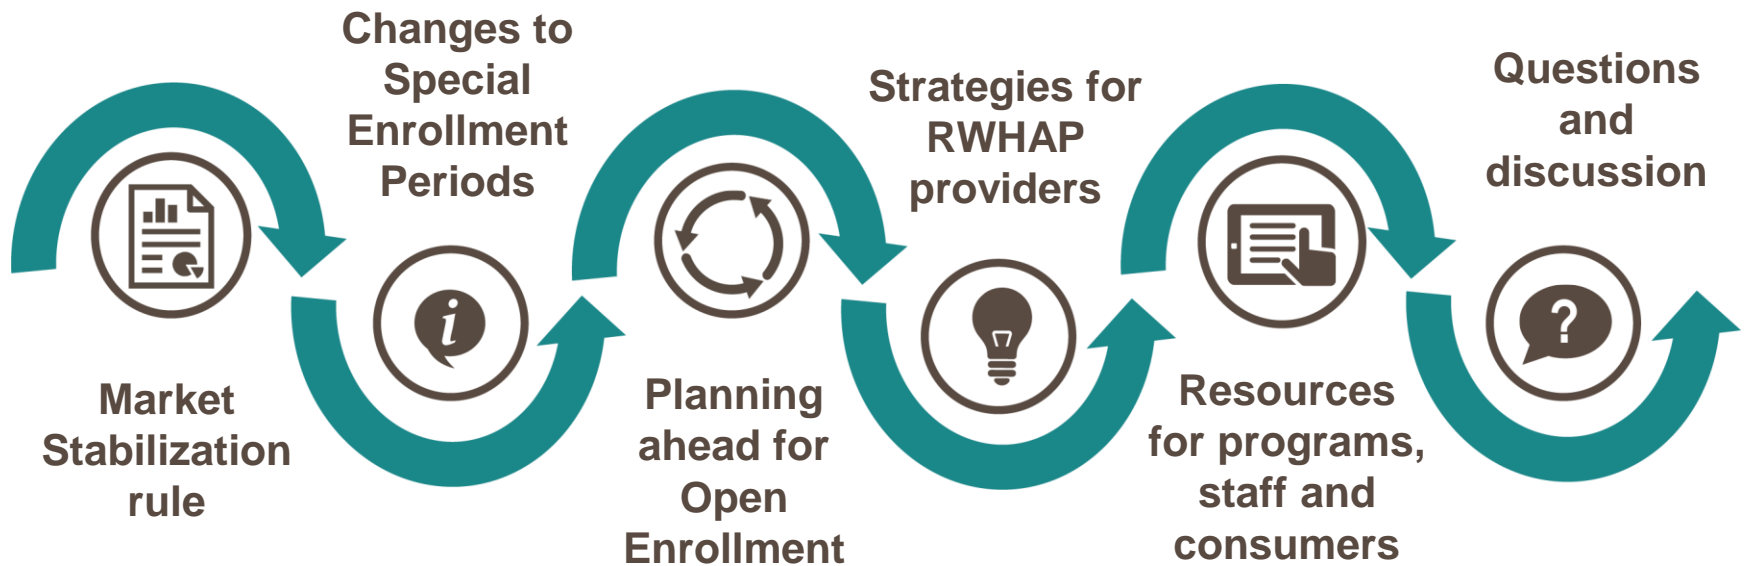 Market
Stabilization
rule
Changes to
Special
Enrollment
Periods
i
Planning
ahead for
Open
Enrollment
Strategies for
RWHAP
providers
Resources
for programs,
staff and
consumers
Questions
and
discussion
?